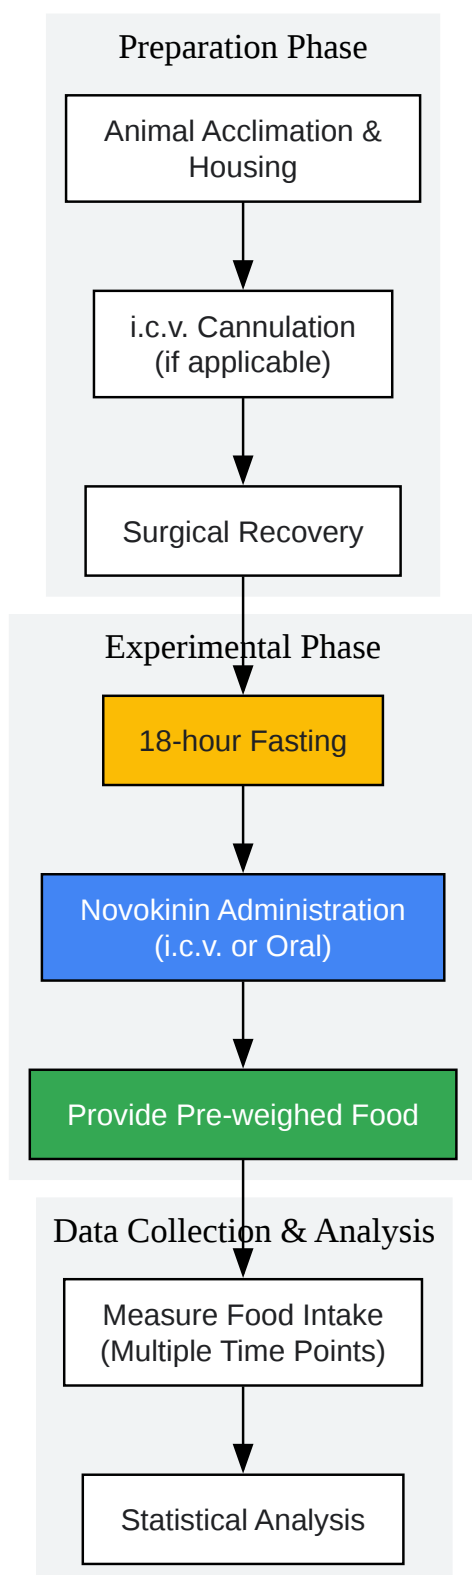 Preparation Phase
Animal Acclimation &
Housing
i.c.v. Cannulation
(if applicable)
Surgical Recovery
Experimental Phase
18-hour Fasting
Novokinin Administration
(i.c.v. or Oral)
Provide Pre-weighed Food
Data Collection & Analysis
Measure Food Intake
(Multiple Time Points)
Statistical Analysis